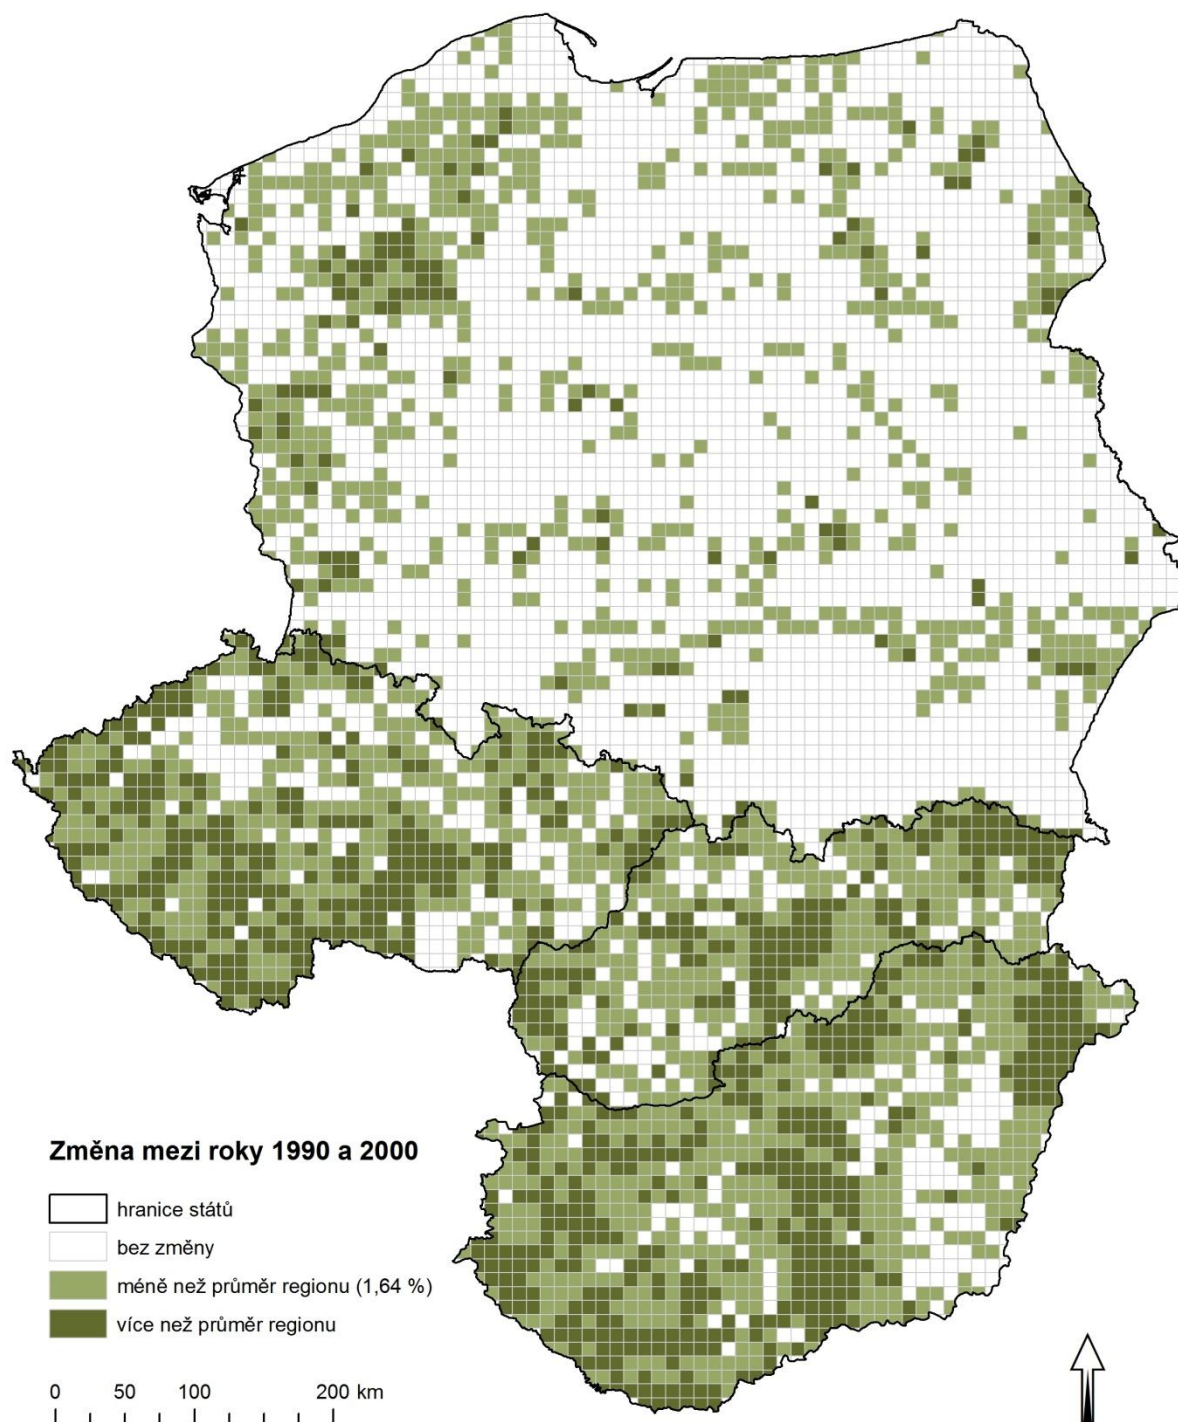 Změna mezi roky 1990 a 2000
hranice států
bez změny
méně než průměr regionu (1,64 %)
více než průměr regionu
0 50 100 200 km